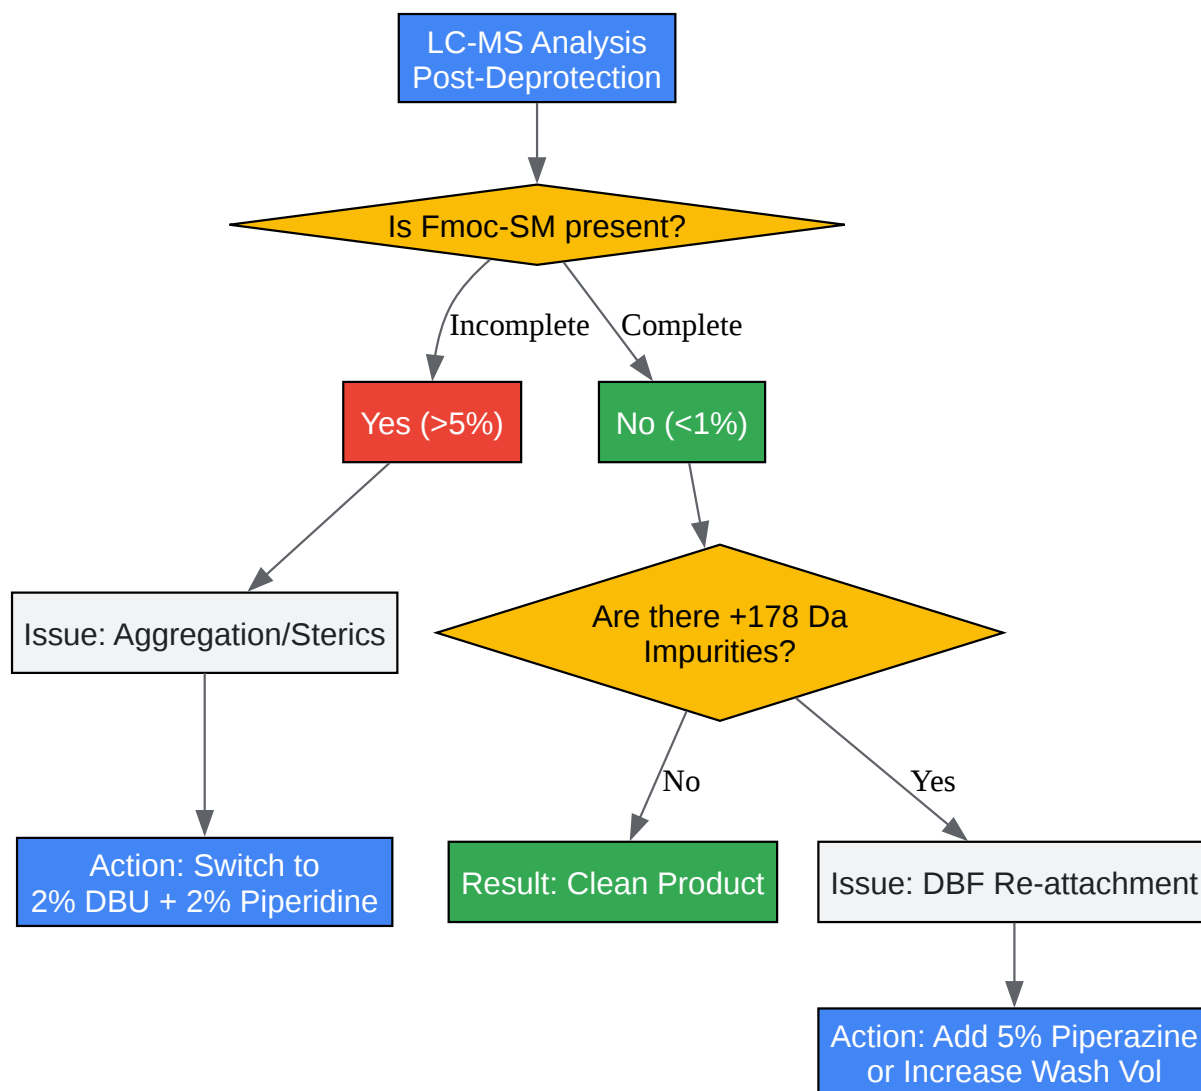 LC-MS Analysis
Post-Deprotection
Is Fmoc-SM present?
Incomplete
Complete
Yes (>5%)
No (<1%)
Issue: Aggregation/Sterics
Are there +178 Da
Impurities?
No
Yes
Action: Switch to
2% DBU + 2% Piperidine
Result: Clean Product
Issue: DBF Re-attachment
Action: Add 5% Piperazine
or Increase Wash Vol